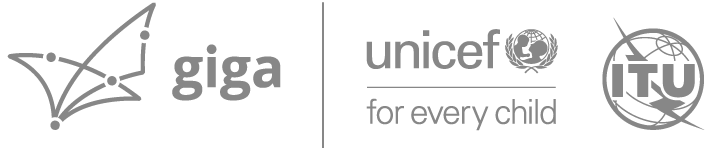 giga
unicef
for every child
ITU